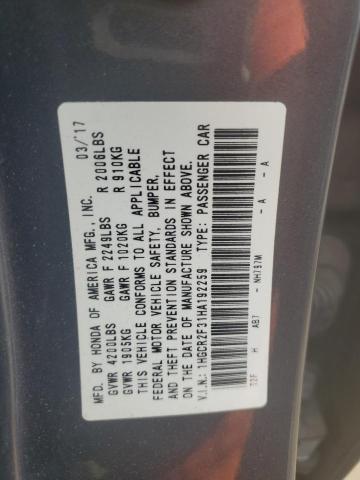 MFD. BY HONDA OF AMERICA MFG., INC. 03/'17
GVWR 4200LBS GAWR F 2249LBS R 2006LBS
GVWR 1905KG GAWR F 1020KG R 910KG
THIS VEHICLE CONFORMS TO ALL APPLICABLE
FEDERAL MOTOR VEHICLE SAFETY, BUMPER,
AND THEFT PREVENTION STANDARDS IN EFFECT
ON THE DATE OF MANUFACTURE SHOWN ABOVE.
V.I.N.: 1HGCR2F31HA192259 TYPE: PASSENGER CAR
T2F H AB7 NH797M - A - A